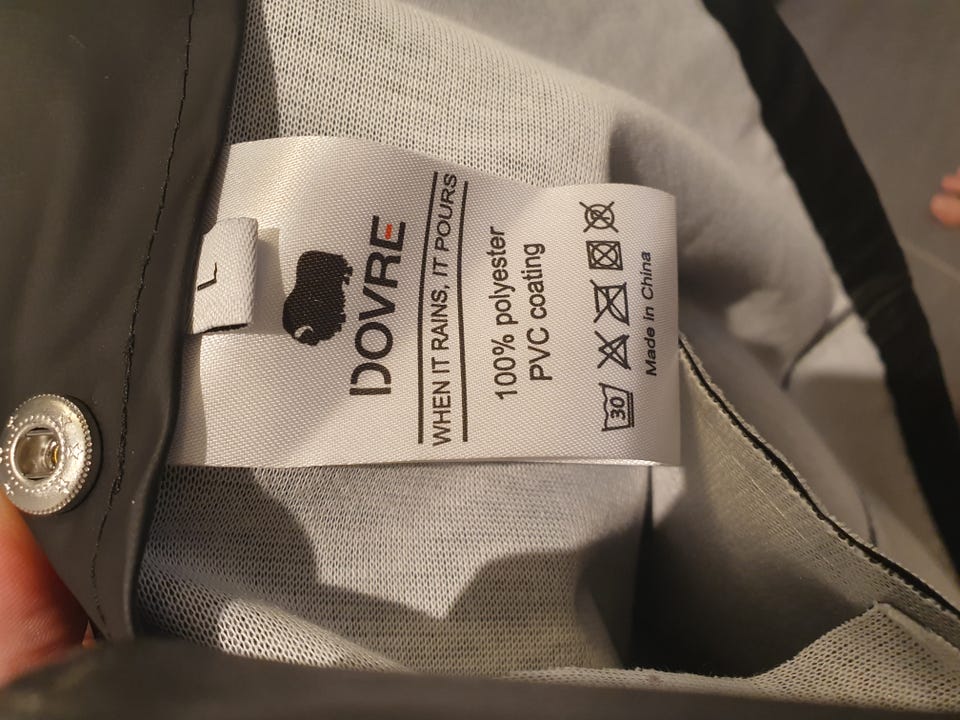 L
DOVRE
WHEN IT RAINS, IT POURS
100% polyester
PVC coating
30
Made in China